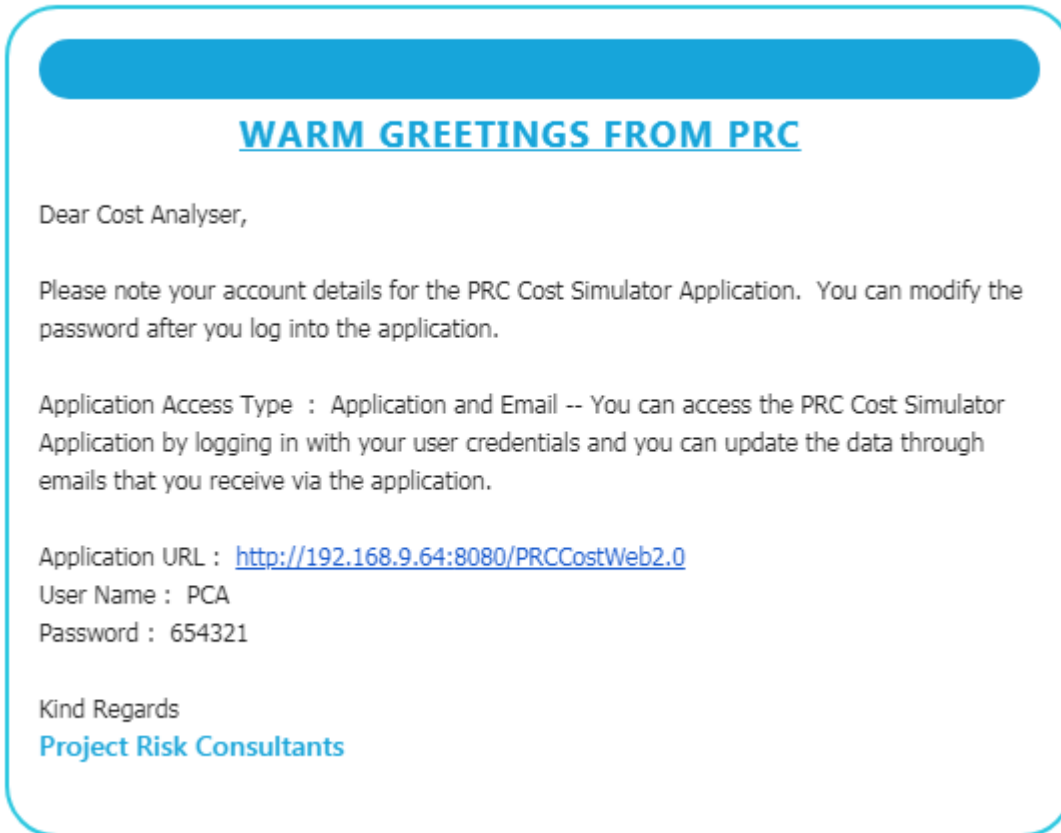 WARM GREETINGS FROM PRC
Dear Cost Analyser,
Please note your account details for the PRC Cost Simulator Application.  You can modify the
password after you log into the application.
Application Access Type  :  Application and Email -- You can access the PRC Cost Simulator
Application by logging in with your user credentials and you can update the data through
emails that you receive via the application.
Application URL :  http://192.168.9.64:8080/PRCCostWeb2.0
User Name :  PCA
Password :  654321
Kind Regards
Project Risk Consultants